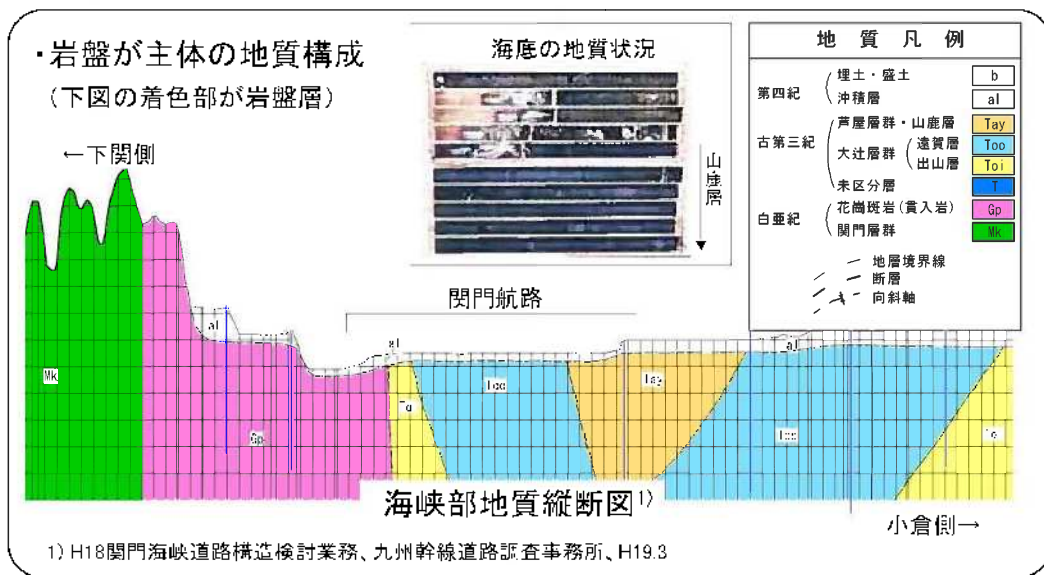 ・岩盤が主体の地質構成
(下図の着色部が岩盤層)
←下関側
海底の地質状況
山鹿層
地質凡例
第四紀
埋土・盛土 b
沖積層 al
古第三紀
芦屋層群・山鹿層 Tay
大辻層群
遠賀層 Too
出山層 Toi
未区分層 T
白亜紀
花崗斑岩(貫入岩) Gp
関門層群 Mk
地層境界線
断層
向斜軸
関門航路
al
al
al
Mk
Gp
Too
Tay
海峡部地質縦断図1)
小倉側→
1) H18関門海峡道路構造検討業務、九州幹線道路調査事務所、H19.3